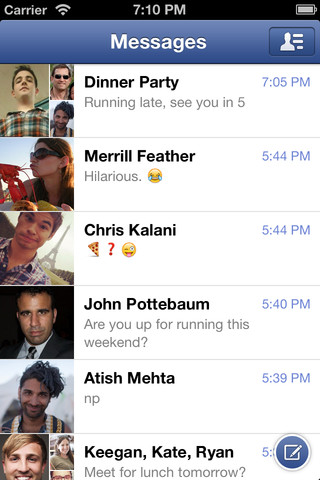 Carrier 7:10 PM
Messages
Dinner Party 7:05 PM
Running late, see you in 5
Merrill Feather 5:44 PM
Hilarious. 😂
Chris Kalani 5:44 PM
🍕❓😜
John Pottebaum 5:40 PM
Are you up for running this
weekend?
Atish Mehta 5:39 PM
np
Keegan, Kate, Ryan
Meet for lunch tomorrow?